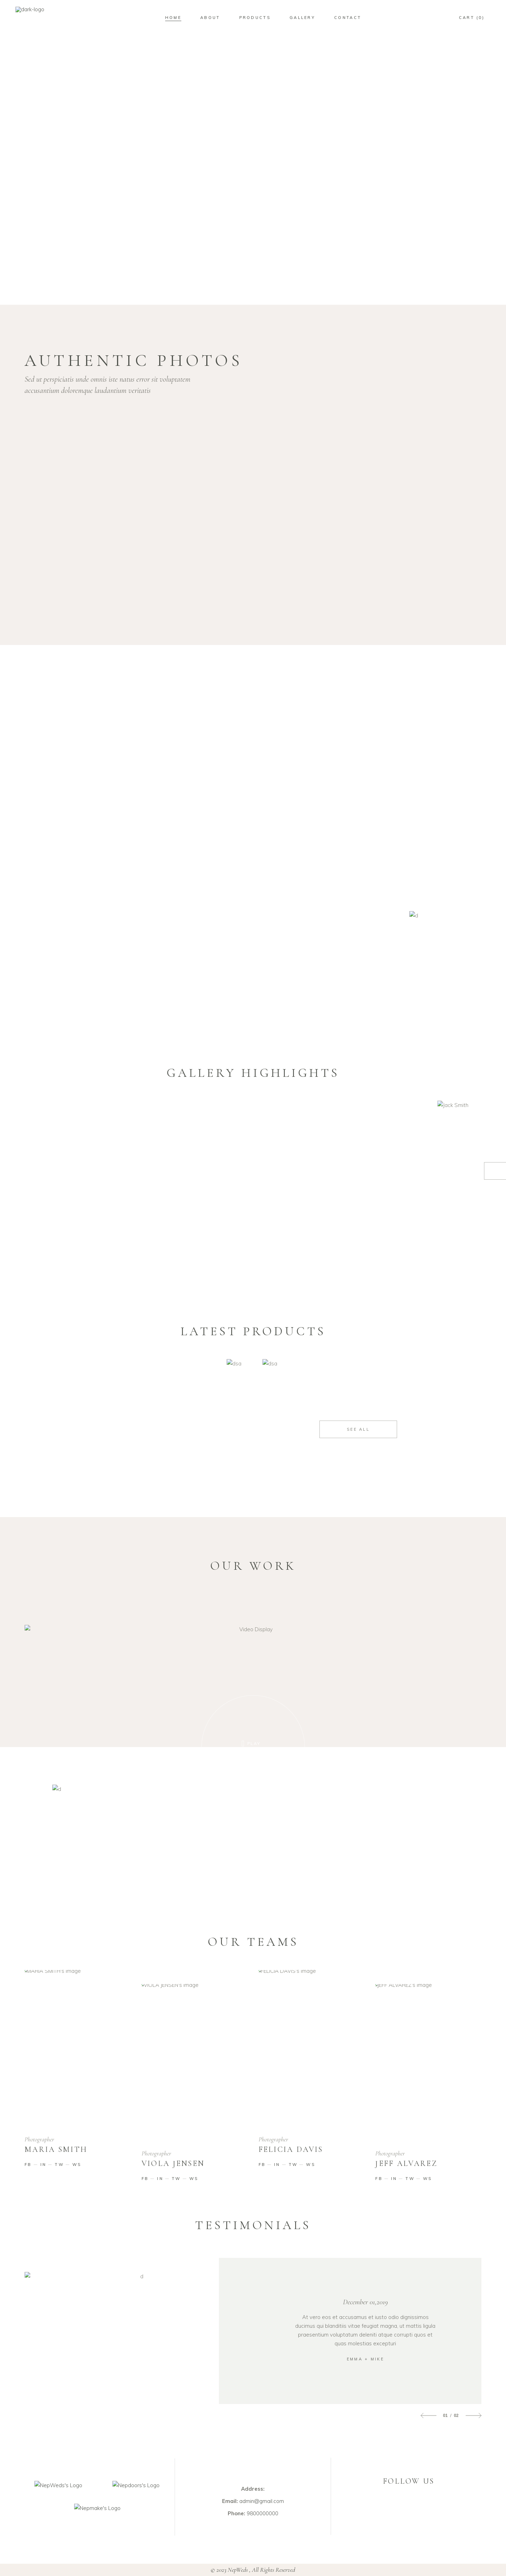 dark-logo
HOME ABOUT PRODUCTS GALLERY CONTACT CART (0)
AUTHENTIC PHOTOS
Sed ut perspiciatis unde omnis iste natus error sit voluptatem
accusantium doloremque laudantium veritatis
GALLERY HIGHLIGHTS
Jack Smith
LATEST PRODUCTS
dsa dsa
SEE ALL
OUR WORK
Video Display
OUR TEAMS
MARIA SMITH's image
FELICIA DAVIS's image
VIOLA JENSEN's image
JEFF ALVAREZ's image
Photographer
MARIA SMITH
FB - IN - TW - WS
Photographer
VIOLA JENSEN
FB - IN - TW - WS
Photographer
FELICIA DAVIS
FB - IN - TW - WS
Photographer
JEFF ALVAREZ
FB - IN - TW - WS
TESTIMONIALS
d
December 10, 2019
At vero eos et accusamus et iusto odio dignissimos
ducimus qui blanditiis vitae feugiat magna, ut mattis ligula
praesentium voluptatum deleniti atque corrupti quos et
quas molestias excepturi
EMMA + MIKE
01 / 02
NepWeds's Logo
Nepdoors's Logo
Nepmake's Logo
Address:
Email: admin@gmail.com
Phone: 9800000000
FOLLOW US
© 2023 NepWeds , All Rights Reserved